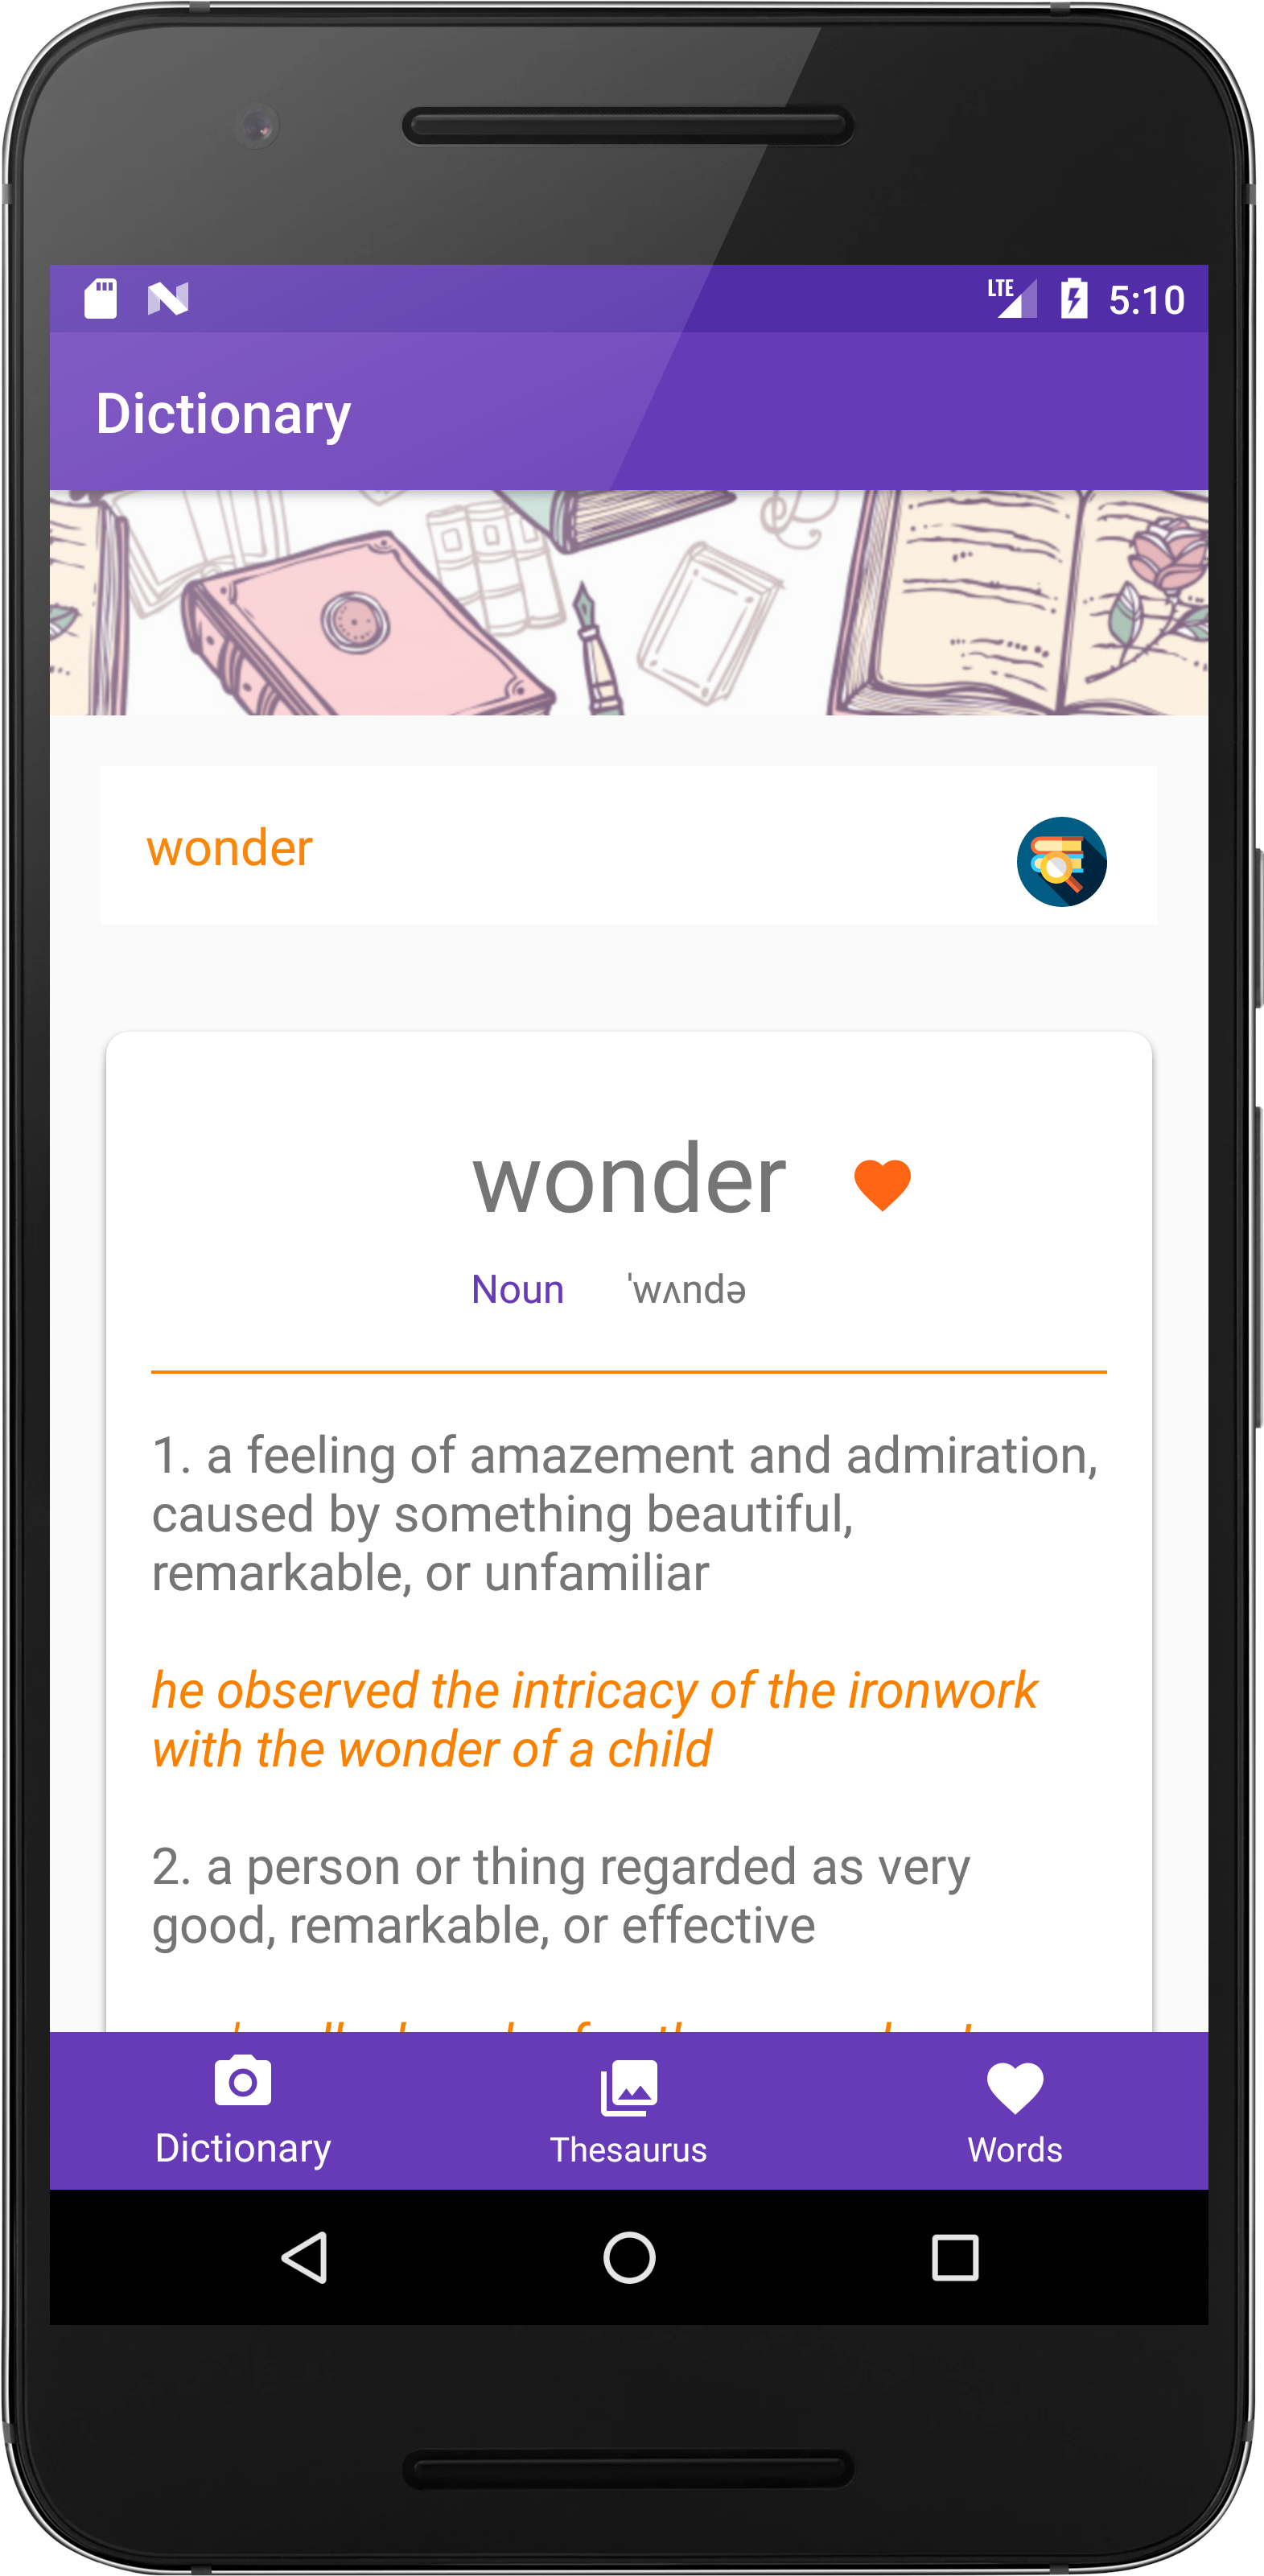 LTE 5:10
Dictionary
wonder
wonder
Noun ˈwʌndə
1. a feeling of amazement and admiration,
caused by something beautiful,
remarkable, or unfamiliar
he observed the intricacy of the ironwork
with the wonder of a child
2. a person or thing regarded as very
good, remarkable, or effective
Dictionary Thesaurus Words